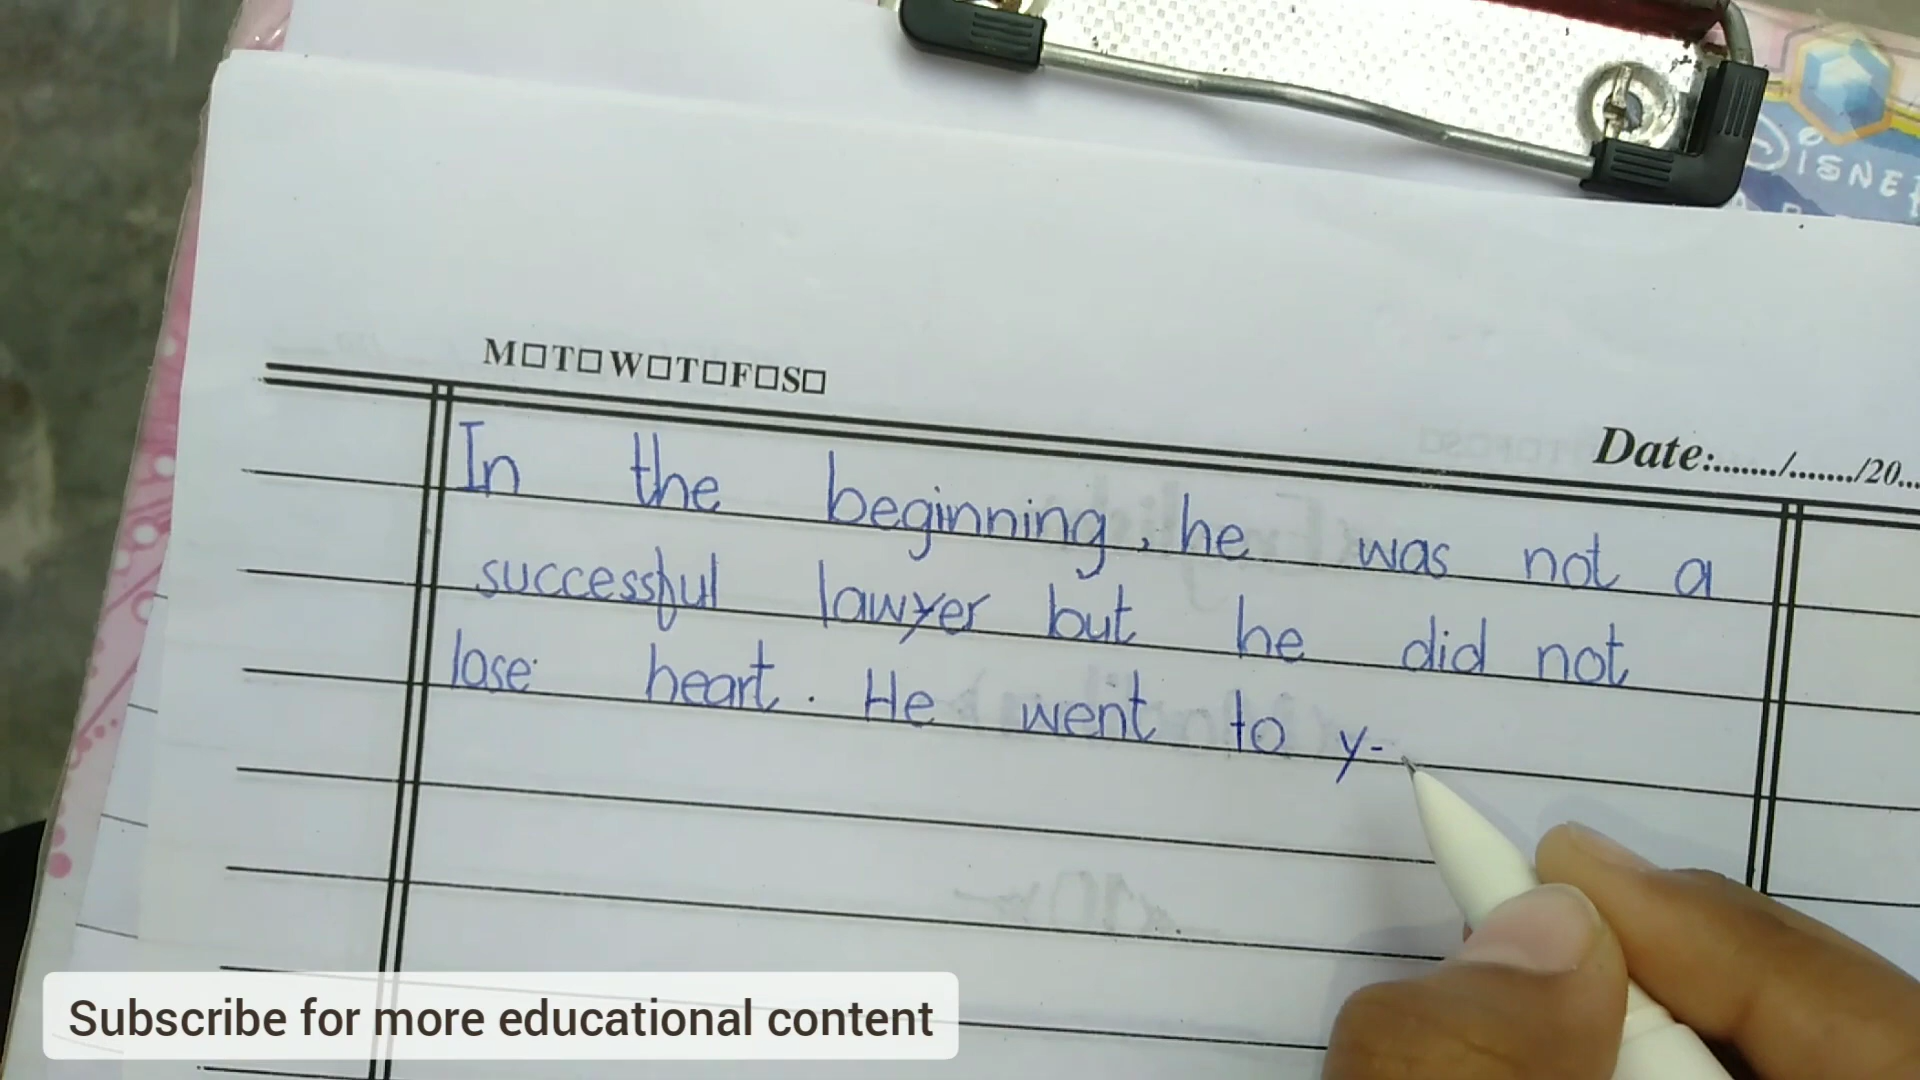 DISNE
M□T□W□T□F□S□
Date:......./......./20...
In the beginning, he was not a
successful lawyer but he did not
lose heart. He went to y-
Subscribe for more educational content